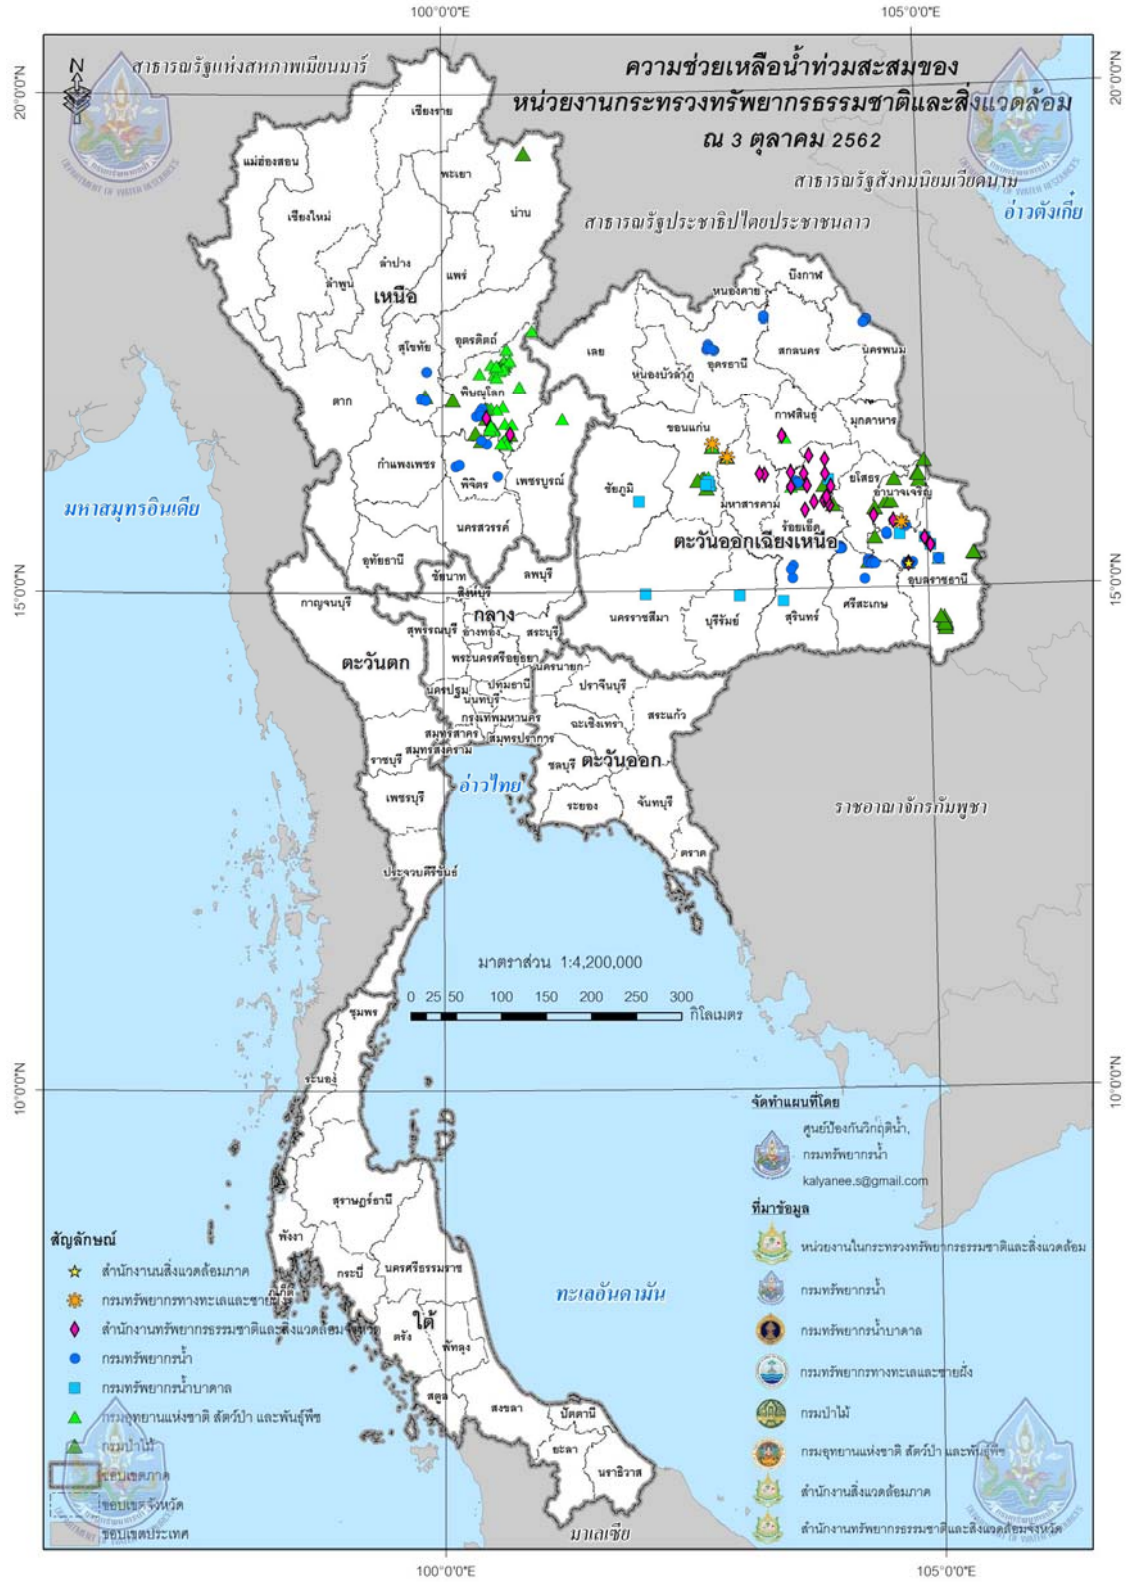 100°0'0"E
105°0'0"E
20°0'0"N
20°0'0"N
N
สาธารณรัฐแห่งสหภาพเมียนมาร์
ความช่วยเหลือน้ำท่วมสะสมของ
หน่วยงานกระทรวงทรัพยากรธรรมชาติและสิ่งแวดล้อม
ณ 3 ตุลาคม 2562
สาธารณรัฐสังคมนิยมเวียดนาม
อ่าวตังเกี๋ย
สาธารณรัฐประชาธิปไตยประชาชนลาว
เชียงราย
แม่ฮ่องสอน
พะเยา
เชียงใหม่
น่าน
ลำปาง
แพร่
ลำพูน
เหนือ
บึงกาฬ
หนองคาย
สุโขทัย
อุตรดิตถ์
เลย
อุดรธานี
สกลนคร
นครพนม
หนองบัวลำภู
ตาก
พิษณุโลก
ขอนแก่น
กาฬสินธุ์
มุกดาหาร
กำแพงเพชร
พิจิตร
เพชรบูรณ์
ชัยภูมิ
มหาสารคาม
ยโสธร
อำนาจเจริญ
มหาสมุทรอินเดีย
นครสวรรค์
ร้อยเอ็ด
ตะวันออกเฉียงเหนือ
อุทัยธานี
ชัยนาท
ลพบุรี
สิงห์บุรี
อุบลราชธานี
15°0'0"N
15°0'0"N
กาญจนบุรี
กลาง
นครราชสีมา
บุรีรัมย์
สุรินทร์
ศรีสะเกษ
สุพรรณบุรี
อ่างทอง
สระบุรี
ตะวันตก
พระนครศรีอยุธยา
นครนายก
นครปฐม
ปทุมธานี
ปราจีนบุรี
นนทบุรี
กรุงเทพมหานคร
ฉะเชิงเทรา
สระแก้ว
สมุทรสาคร
สมุทรปราการ
สมุทรสงคราม
ราชบุรี
ชลบุรี
ตะวันออก
อ่าวไทย
เพชรบุรี
ระยอง
จันทบุรี
ราชอาณาจักรกัมพูชา
ตราด
ประจวบคีรีขันธ์
มาตราส่วน 1:4,200,000
0 25 50 100 150 200 250 300
กิโลเมตร
ชุมพร
ระนอง
10°0'0"N
10°0'0"N
จัดทำแผนที่โดย
ศูนย์ป้องกันวิกฤติน้ำ,
กรมทรัพยากรน้ำ
kalyanee.s@gmail.com
ที่มาข้อมูล
หน่วยงานในกระทรวงทรัพยากรธรรมชาติและสิ่งแวดล้อม
กรมทรัพยากรน้ำ
กรมทรัพยากรน้ำบาดาล
กรมทรัพยากรทางทะเลและชายฝั่ง
กรมป่าไม้
กรมอุทยานแห่งชาติ สัตว์ป่า และพันธุ์พืช
สำนักงานสิ่งแวดล้อมภาค
สำนักงานทรัพยากรธรรมชาติและสิ่งแวดล้อมจังหวัด
สุราษฎร์ธานี
พังงา
กระบี่
นครศรีธรรมราช
ภูเก็ต
ใต้
ตรัง
พัทลุง
ทะเลอันดามัน
สตูล
สงขลา
ปัตตานี
ยะลา
นราธิวาส
มาเลเซีย
สัญลักษณ์
สำนักงานนสิ่งแวดล้อมภาค
กรมทรัพยากรทางทะเลและชายฝั่ง
สำนักงานทรัพยากรธรรมชาติและสิ่งแวดล้อมจังหวัด
กรมทรัพยากรน้ำ
กรมทรัพยากรน้ำบาดาล
กรมอุทยานแห่งชาติ สัตว์ป่า และพันธุ์พืช
กรมป่าไม้
ขอบเขตภาค
ขอบเขตจังหวัด
ขอบเขตประเทศ
100°0'0"E
105°0'0"E